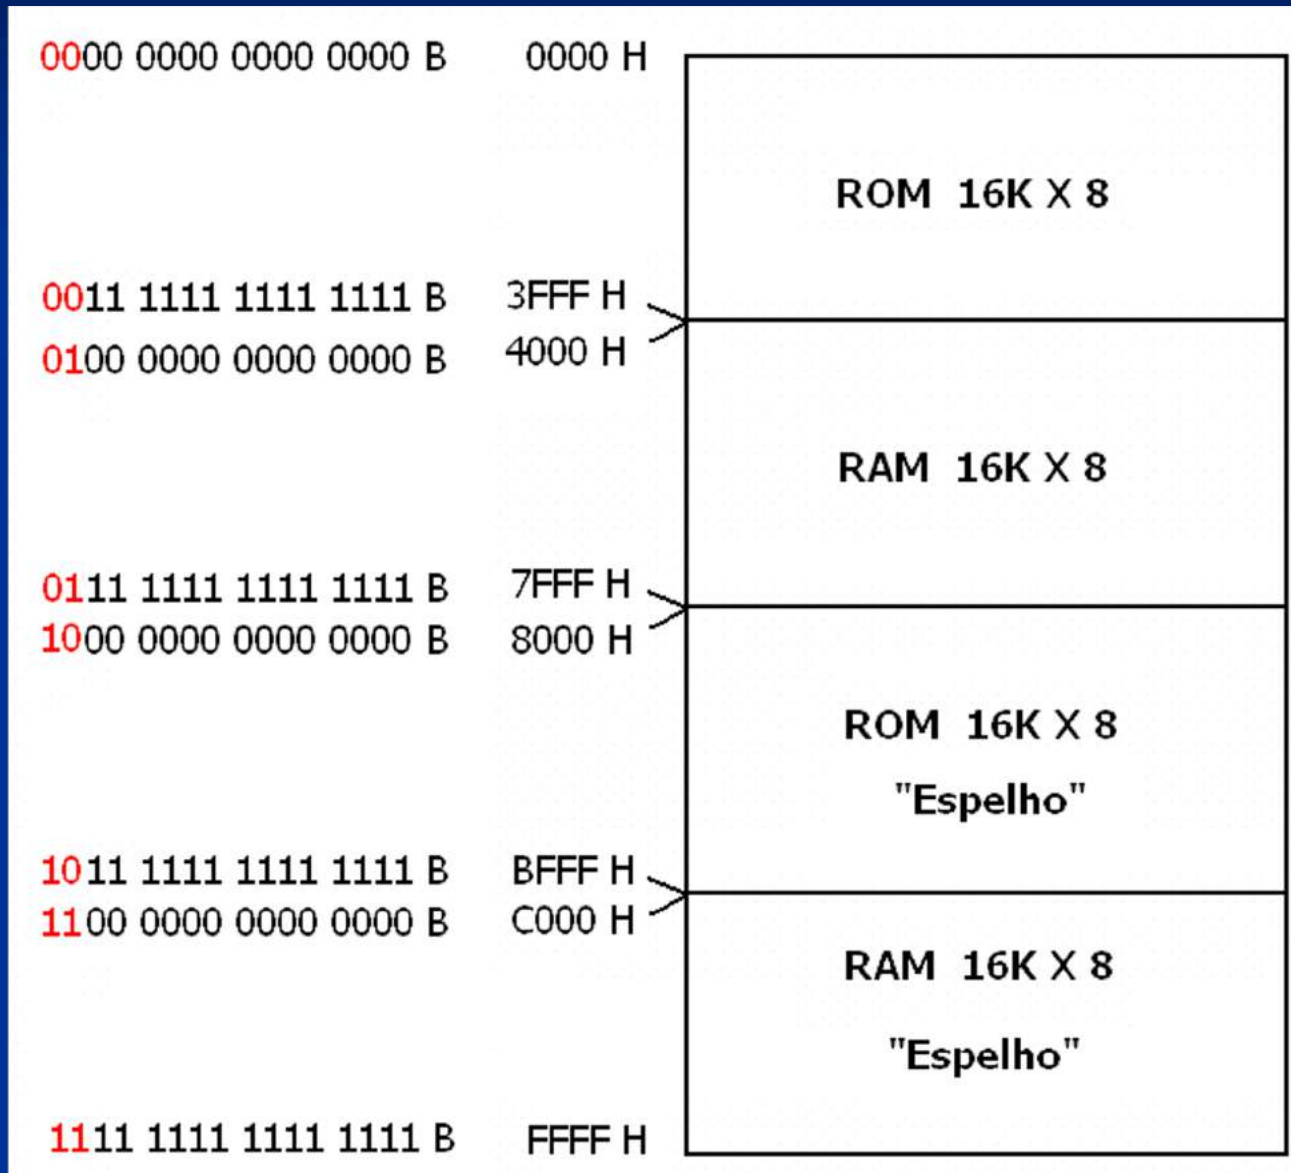 0000 0000 0000 0000 B 0000 H
ROM 16K X 8
0011 1111 1111 1111 B 3FFF H
0100 0000 0000 0000 B 4000 H
RAM 16K X 8
0111 1111 1111 1111 B 7FFF H
1000 0000 0000 0000 B 8000 H
ROM 16K X 8
"Espelho"
1011 1111 1111 1111 B BFFF H
1100 0000 0000 0000 B C000 H
RAM 16K X 8
"Espelho"
1111 1111 1111 1111 B FFFF H